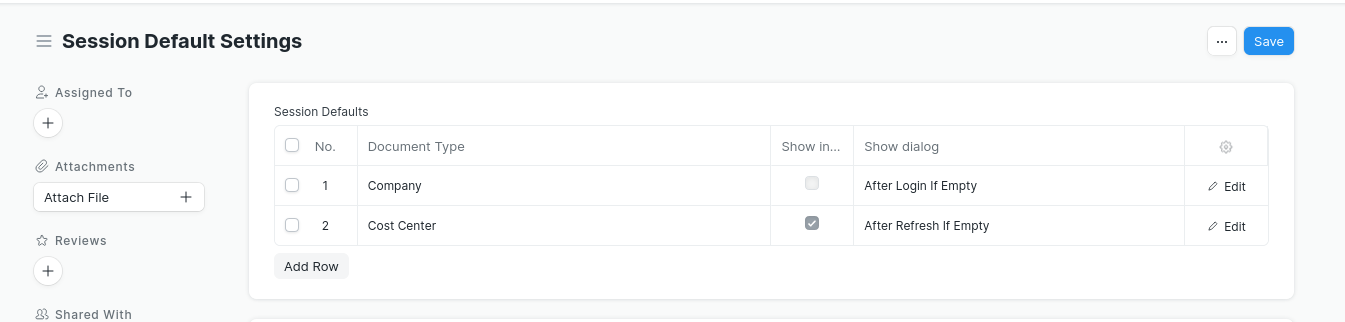 Session Default Settings
...
Save
Assigned To
Attachments
Attach File
Reviews
Shared With
Session Defaults
No. Document Type Show in... Show dialog
1 Company After Login If Empty Edit
2 Cost Center After Refresh If Empty Edit
Add Row